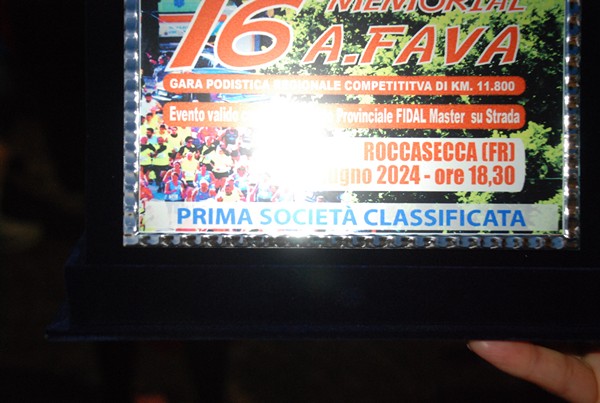 MEMORIAL
16 A.FAVA
GARA PODISTICA REGIONALE COMPETITITVA DI KM. 11.800
Evento valido Provinciale FIDAL Master su Strada
ROCCASECCA (FR)
2024 - ore 18,30
PRIMA SOCIETÀ CLASSIFICATA